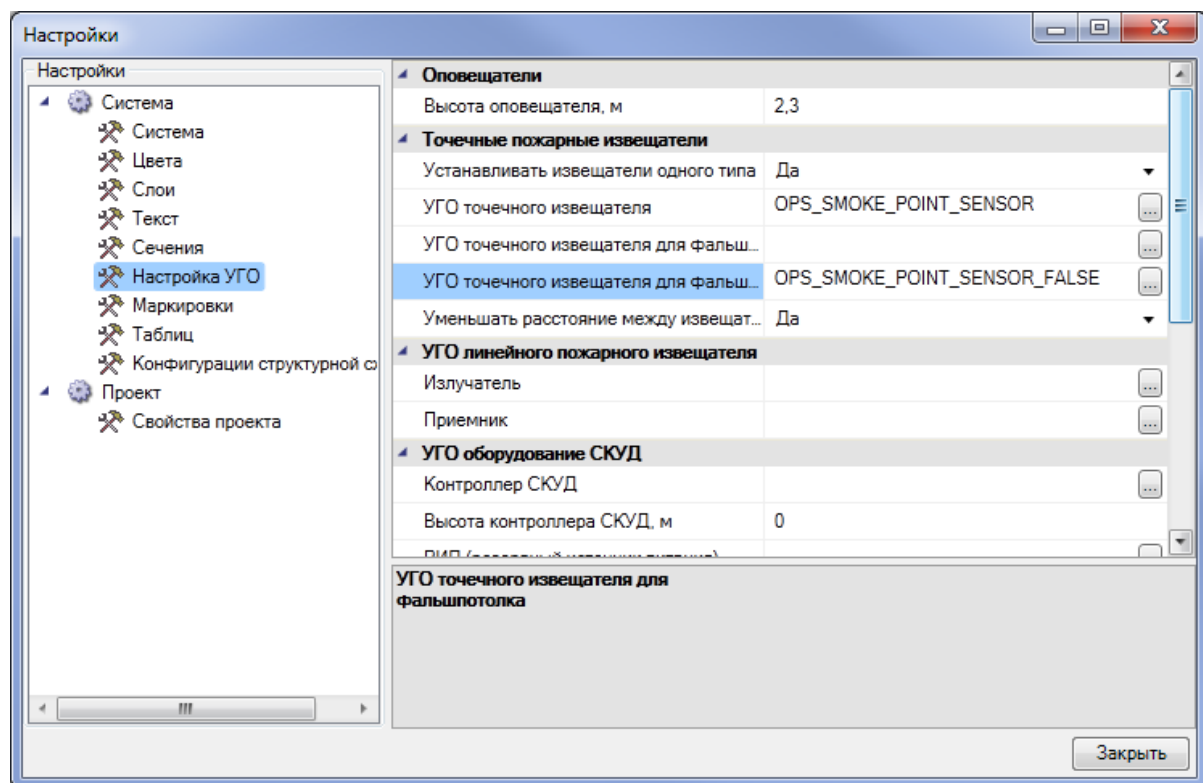 Настройки
Настройки
Система
Система
Цвета
Слои
Текст
Сечения
Настройка УГО
Маркировки
Таблиц
Конфигурации структурной сх
Проект
Свойства проекта
Оповещатели
Высота оповещателя, м 2,3
Точечные пожарные извещатели
Устанавливать извещатели одного типа Да
УГО точечного извещателя OPS_SMOKE_POINT_SENSOR ...
УГО точечного извещателя для фальш... ...
УГО точечного извещателя для фальш... OPS_SMOKE_POINT_SENSOR_FALSE ...
Уменьшать расстояние между извещат... Да
УГО линейного пожарного извещателя
Излучатель ...
Приемник ...
УГО оборудование СКУД
Контроллер СКУД ...
Высота контроллера СКУД, м 0
УГО точечного извещателя для
фальшпотолка
Закрыть